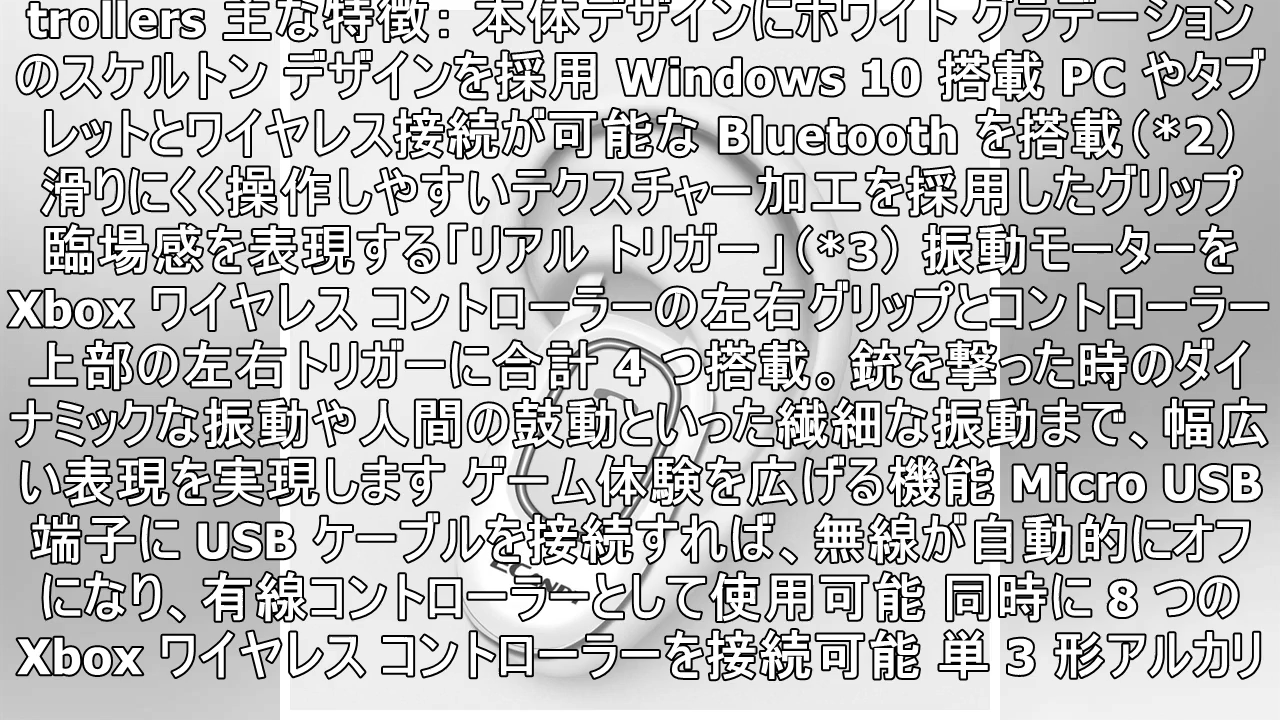 trollers 主な特徴： 本体デザインにホワイト グラデーション
のスケルトン デザインを採用 Windows 10 搭載 PC やタブ
レットとワイヤレス接続が可能な Bluetooth を搭載（*2）
滑りにくく操作しやすいテクスチャー加工を採用したグリップ
臨場感を表現する「リアル トリガー」（*3） 振動モーターを
Xbox ワイヤレス コントローラーの左右グリップとコントローラー
上部の左右トリガーに合計 4 つ搭載。銃を撃った時のダイ
ナミックな振動や人間の鼓動といった繊細な振動まで、幅広
い表現を実現します ゲーム体験を広げる機能 Micro USB
端子に USB ケーブルを接続すれば、無線が自動的にオフ
になり、有線コントローラーとして使用可能 同時に 8 つの
Xbox ワイヤレス コントローラーを接続可能 単 3 形アルカリ